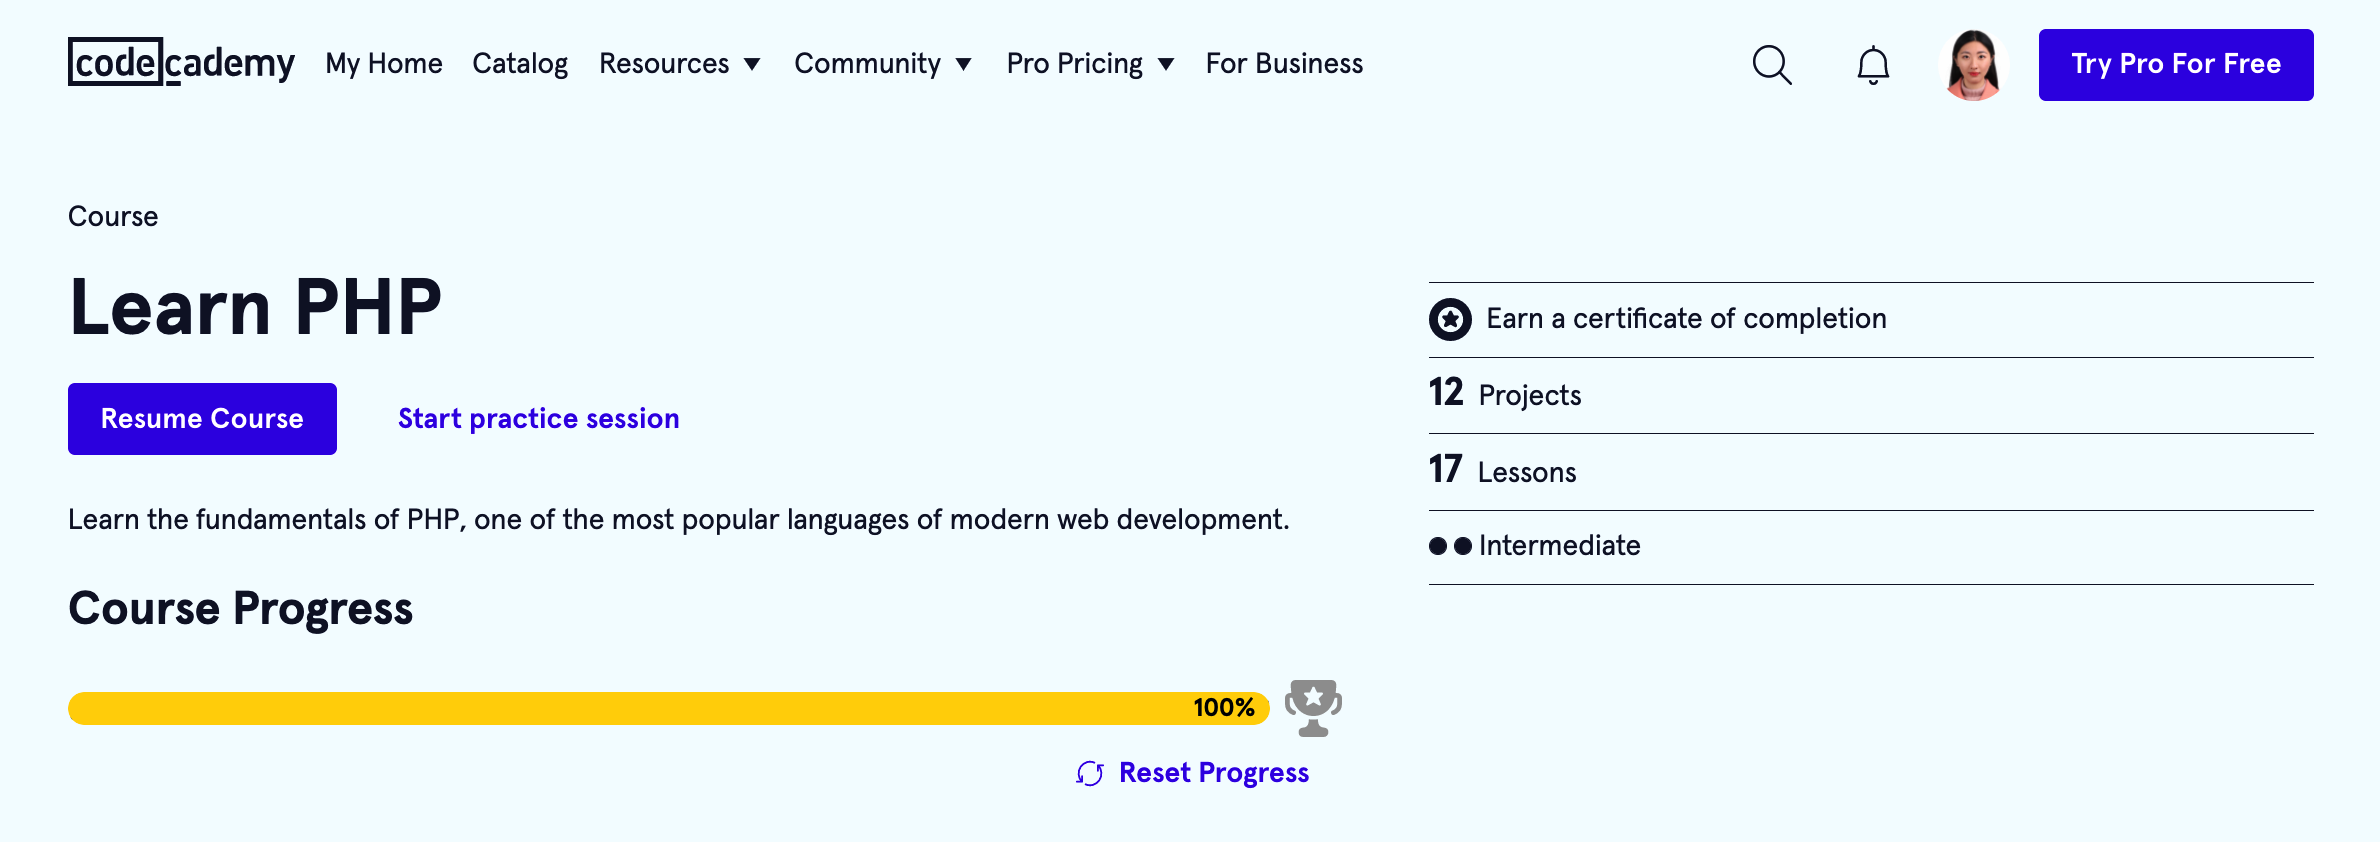 codecademy My Home Catalog Resources Community Pro Pricing For Business Try Pro For Free
Course
Learn PHP
Resume Course Start practice session
Learn the fundamentals of PHP, one of the most popular languages of modern web development.
Course Progress
100%
Reset Progress
Earn a certificate of completion
12 Projects
17 Lessons
Intermediate